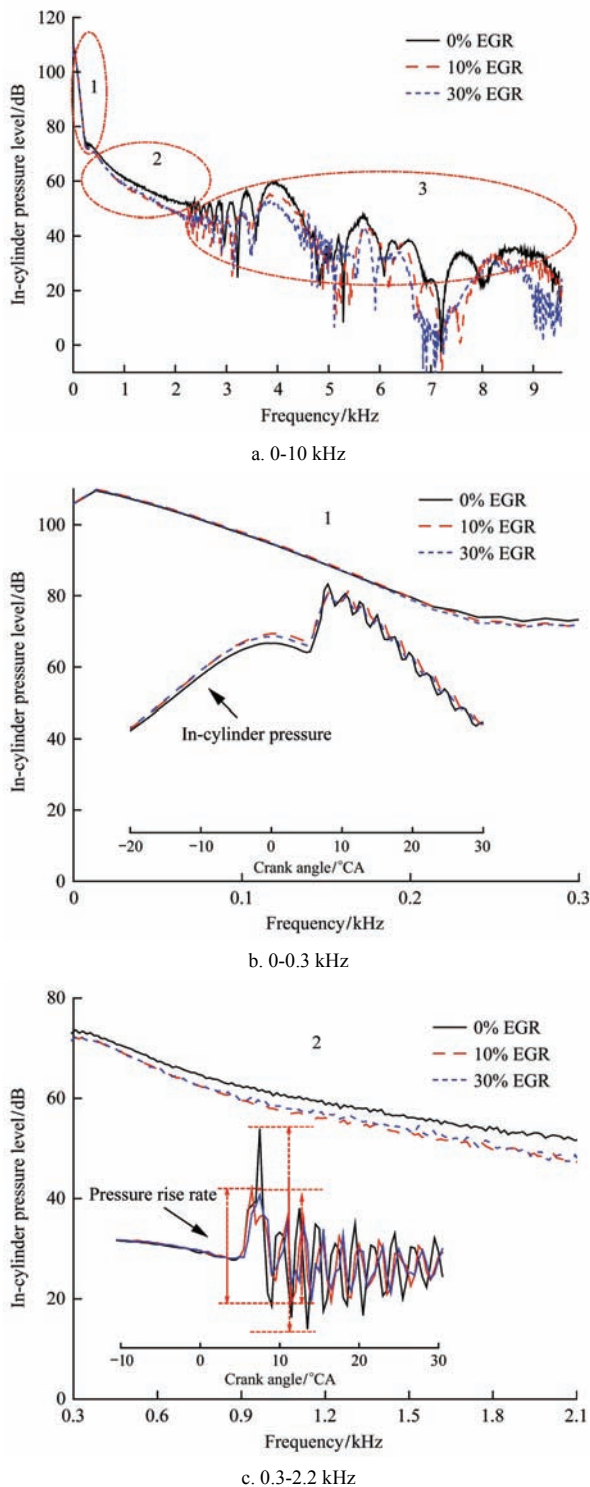 120
100
80
60
40
20
0
In-cylinder pressure level/dB
0% EGR
10% EGR
30% EGR
1
2
3
0 1 2 3 4 5 6 7 8 9
Frequency/kHz
a. 0-10 kHz
100
80
60
40
20
0
In-cylinder pressure level/dB
1
0% EGR
10% EGR
30% EGR
In-cylinder pressure
−20 −10 0 10 20 30
Crank angle/°CA
0 0.1 0.2 0.3
Frequency/kHz
b. 0-0.3 kHz
80
60
40
20
0
In-cylinder pressure level/dB
2
0% EGR
10% EGR
30% EGR
Pressure rise rate
−10 0 10 20 30
Crank angle/°CA
0.3 0.6 0.9 1.2 1.5 1.8 2.1
Frequency/kHz
c. 0.3-2.2 kHz